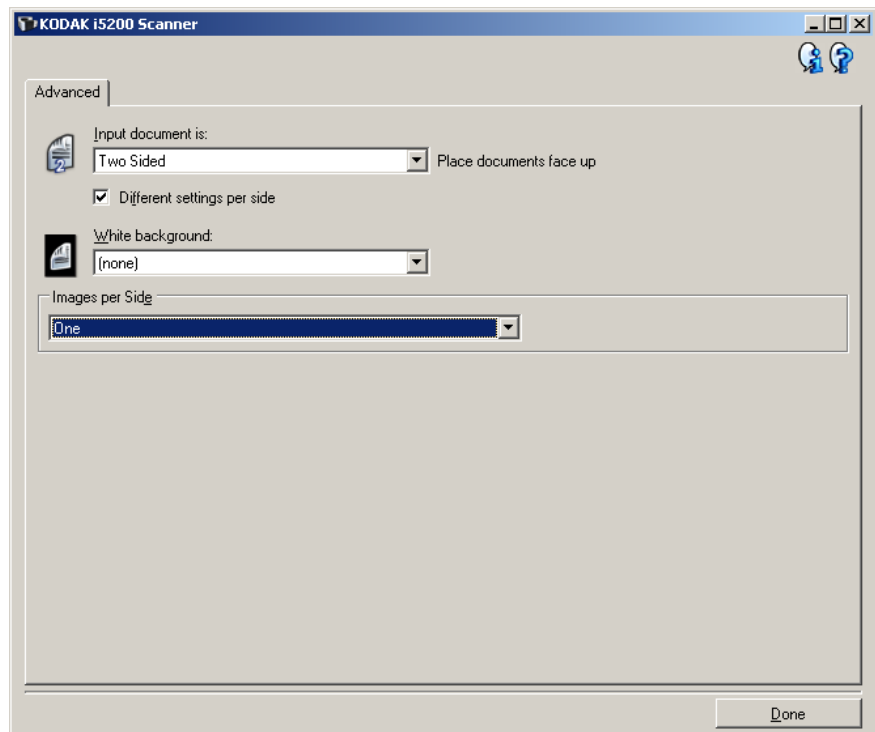 KODAK i5200 Scanner
Advanced
Input document is:
Two Sided
Place documents face up
Different settings per side
White background:
(none)
Images per Side
One
Done